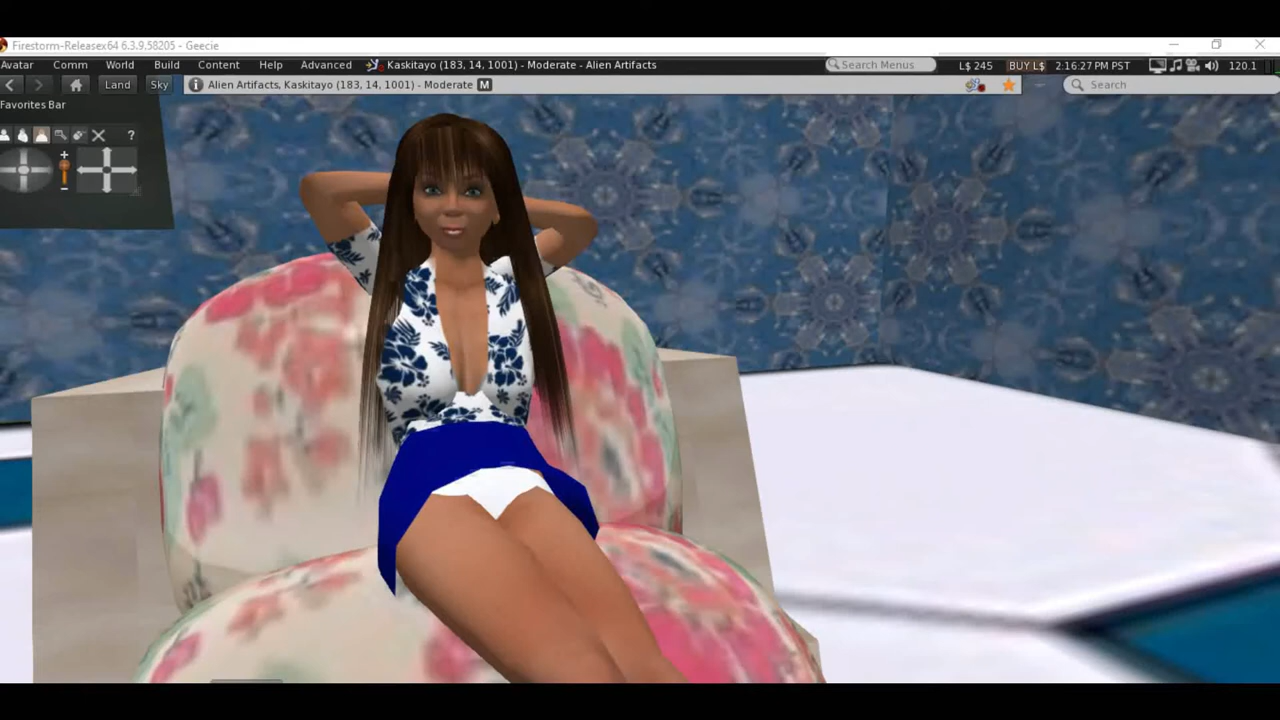 Firestorm-Releasex64 6.3.9.58205 - Geecie
Avatar Comm World Build Content Help Advanced Kaskitayo (183, 14, 1001) - Moderate - Alien Artifacts Search Menus L$ 245 BUY L$ 2:16:27 PM PST 120.1
Land Sky Alien Artifacts, Kaskitayo (183, 14, 1001) - Moderate M Search
Favorites Bar
?